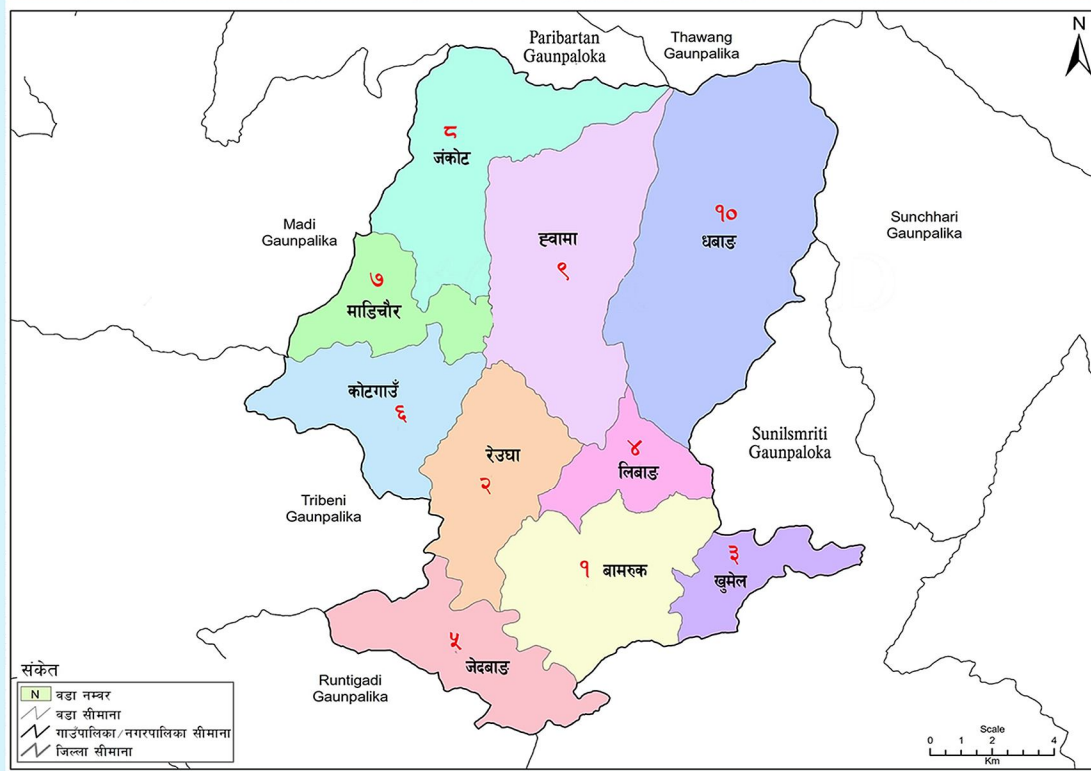 Paribartan
Gaunpaloka
Thawang
Gaunpalika
N
८
जंकोट
१०
धबाङ
Sunchhari
Gaunpalika
Madi
Gaunpalika
ह्वामा
९
७
माडिचौर
कोटगाउँ
६
रेउघा
२
४
लिबाङ
Sunilsmriti
Gaunpaloka
Tribeni
Gaunpalika
१ बामरुक
३
खुमेल
५
जेदबाङ
Runtigadi
Gaunpalika
संकेत
N वडा नम्बर
वडा सीमाना
गाउँपालिका/नगरपालिका सीमाना
जिल्ला सीमाना
Scale
0 1 2 4
Km